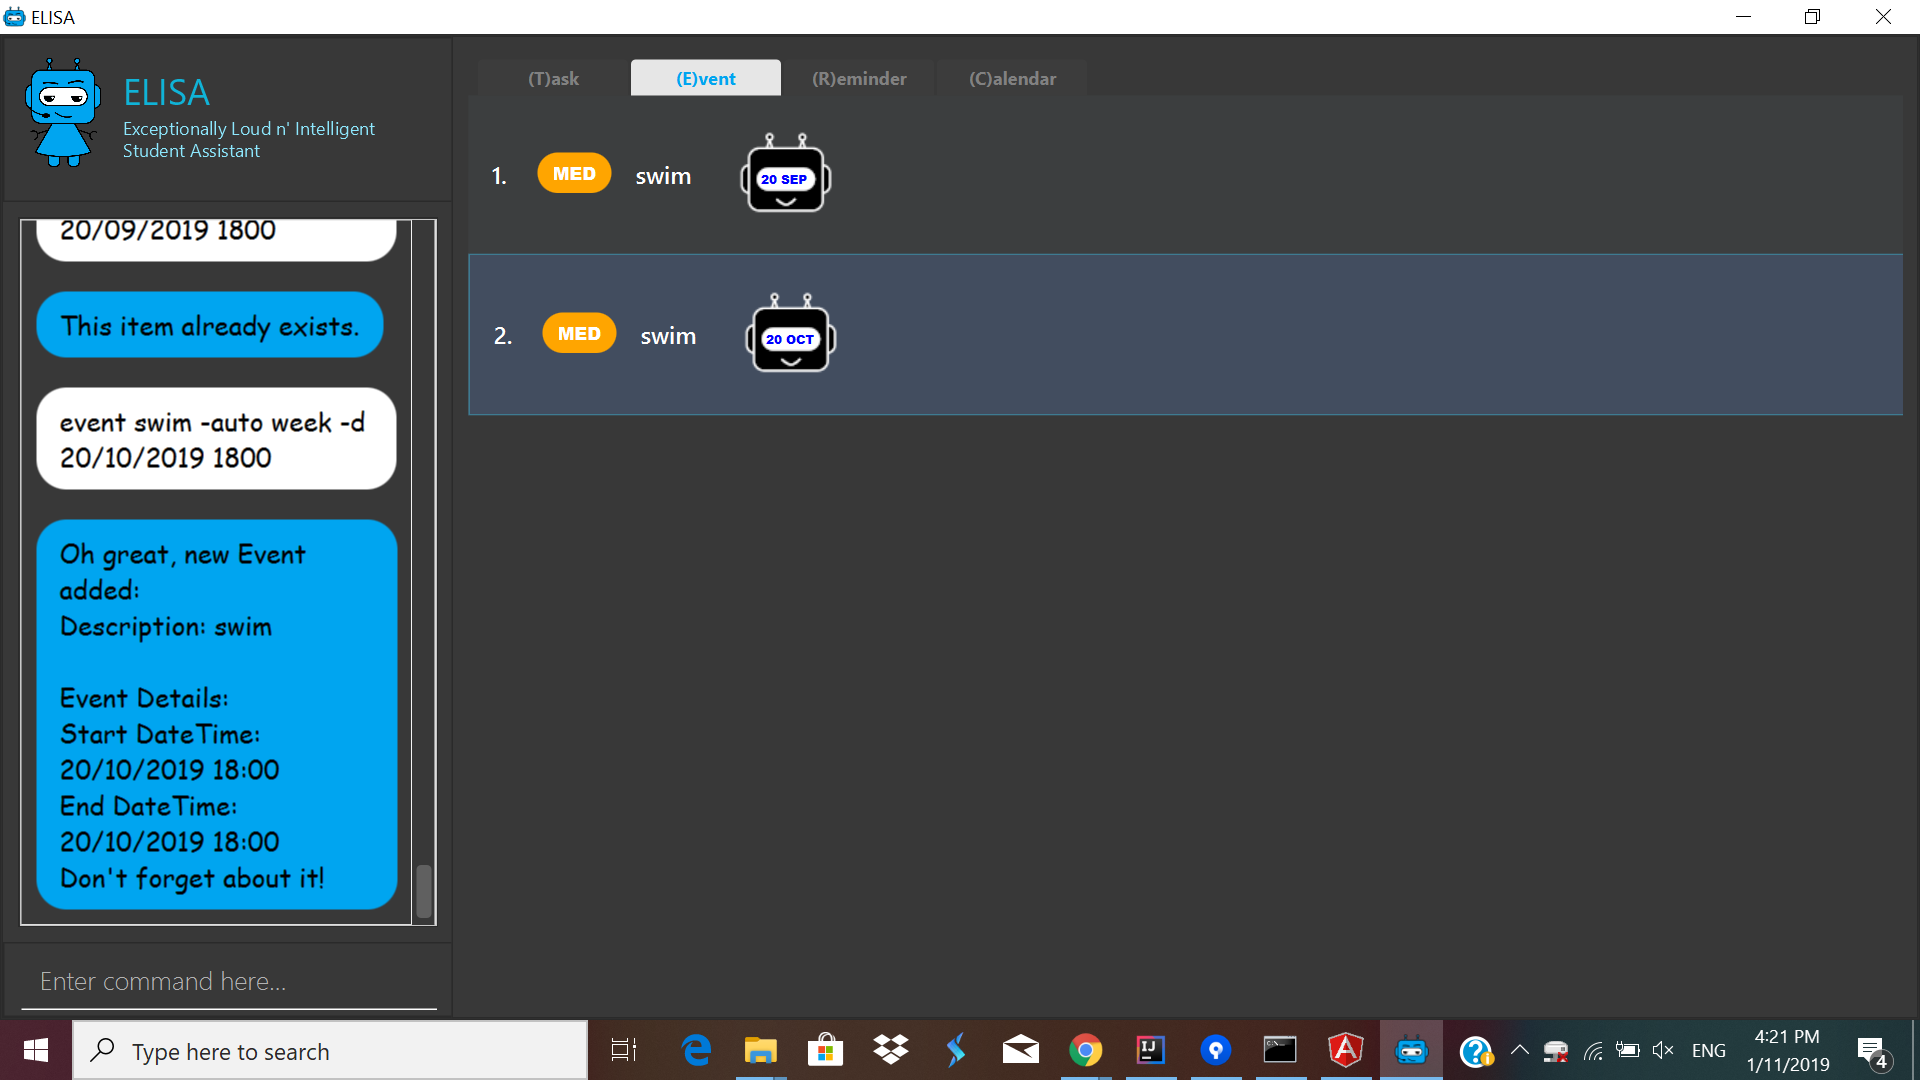 ELISA
ELISA
Exceptionally Loud n' Intelligent
Student Assistant
20/09/2019 1800
This item already exists.
event swim -auto week -d
20/10/2019 1800
Oh great, new Event
added:
Description: swim
Event Details:
Start DateTime:
20/10/2019 18:00
End DateTime:
20/10/2019 18:00
Don't forget about it!
Enter command here...
(T)ask (E)vent (R)eminder (C)alendar
1. MED swim 20 SEP
2. MED swim 20 OCT
Type here to search
IJ
ENG
4:21 PM
1/11/2019
4